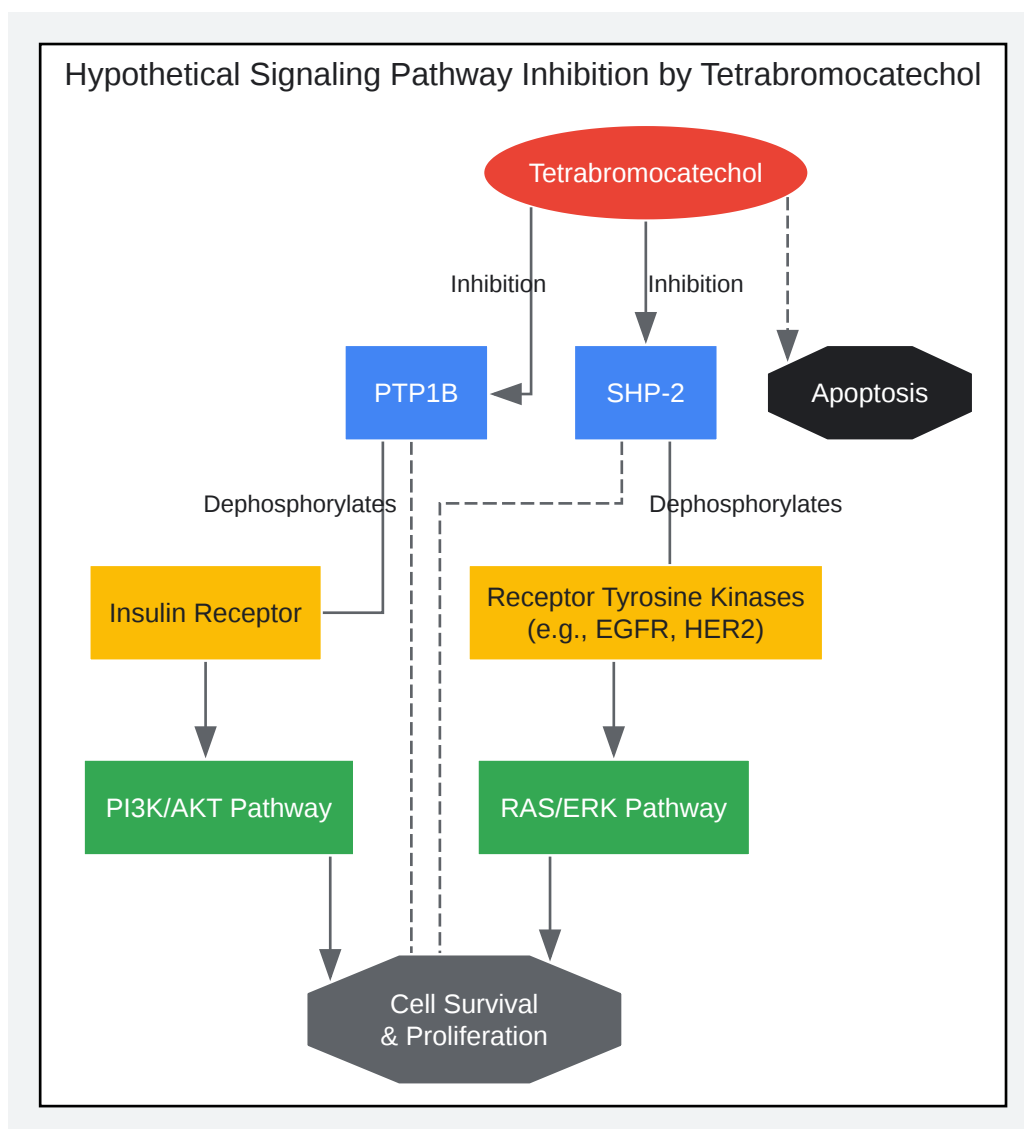 Hypothetical Signaling Pathway Inhibition by Tetrabromocatechol
Tetrabromocatechol
Inhibition
Inhibition
PTP1B
SHP-2
Apoptosis
Dephosphorylates
Dephosphorylates
Insulin Receptor
Receptor Tyrosine Kinases
(e.g., EGFR, HER2)
PI3K/AKT Pathway
RAS/ERK Pathway
Cell Survival
& Proliferation